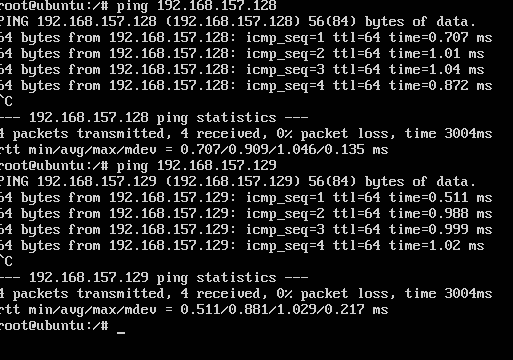 root@ubuntu:/# ping 192.168.157.128
PING 192.168.157.128 (192.168.157.128) 56(84) bytes of data.
64 bytes from 192.168.157.128: icmp_seq=1 ttl=64 time=0.707 ms
64 bytes from 192.168.157.128: icmp_seq=2 ttl=64 time=1.01 ms
64 bytes from 192.168.157.128: icmp_seq=3 ttl=64 time=1.04 ms
64 bytes from 192.168.157.128: icmp_seq=4 ttl=64 time=0.872 ms
^C
--- 192.168.157.128 ping statistics ---
4 packets transmitted, 4 received, 0% packet loss, time 3004ms
rtt min/avg/max/mdev = 0.707/0.909/1.046/0.135 ms
root@ubuntu:/# ping 192.168.157.129
PING 192.168.157.129 (192.168.157.129) 56(84) bytes of data.
64 bytes from 192.168.157.129: icmp_seq=1 ttl=64 time=0.511 ms
64 bytes from 192.168.157.129: icmp_seq=2 ttl=64 time=0.988 ms
64 bytes from 192.168.157.129: icmp_seq=3 ttl=64 time=0.999 ms
64 bytes from 192.168.157.129: icmp_seq=4 ttl=64 time=1.02 ms
^C
--- 192.168.157.129 ping statistics ---
4 packets transmitted, 4 received, 0% packet loss, time 3004ms
rtt min/avg/max/mdev = 0.511/0.881/1.029/0.217 ms
root@ubuntu:/# _